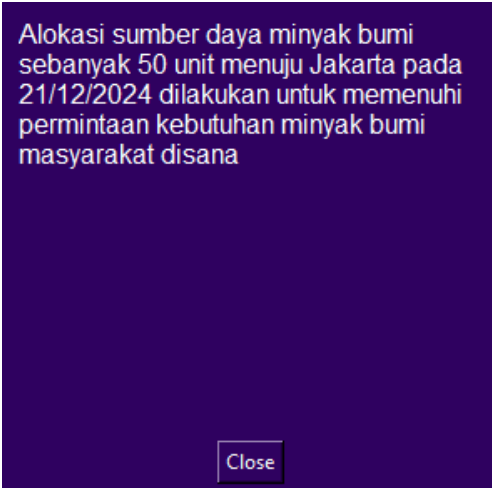 Alokasi sumber daya minyak bumi
sebanyak 50 unit menuju Jakarta pada
21/12/2024 dilakukan untuk memenuhi
permintaan kebutuhan minyak bumi
masyarakat disana
Close